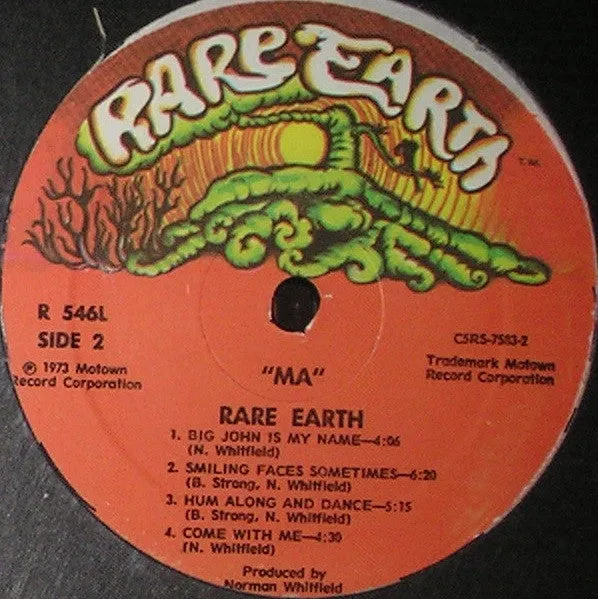 RARE EARTH
T.M.
R 546L
SIDE 2
℗ 1973 Motown
Record Corporation
C5RS-7583-2
Trademark Motown
Record Corporation
"MA"
RARE EARTH
1. BIG JOHN IS MY NAME—4:06
(N. Whitfield)
2. SMILING FACES SOMETIMES—6:20
(B. Strong, N. Whitfield)
3. HUM ALONG AND DANCE—5:15
(B. Strong, N. Whitfield)
4. COME WITH ME—4:30
(N. Whitfield)
Produced by
Norman Whitfield